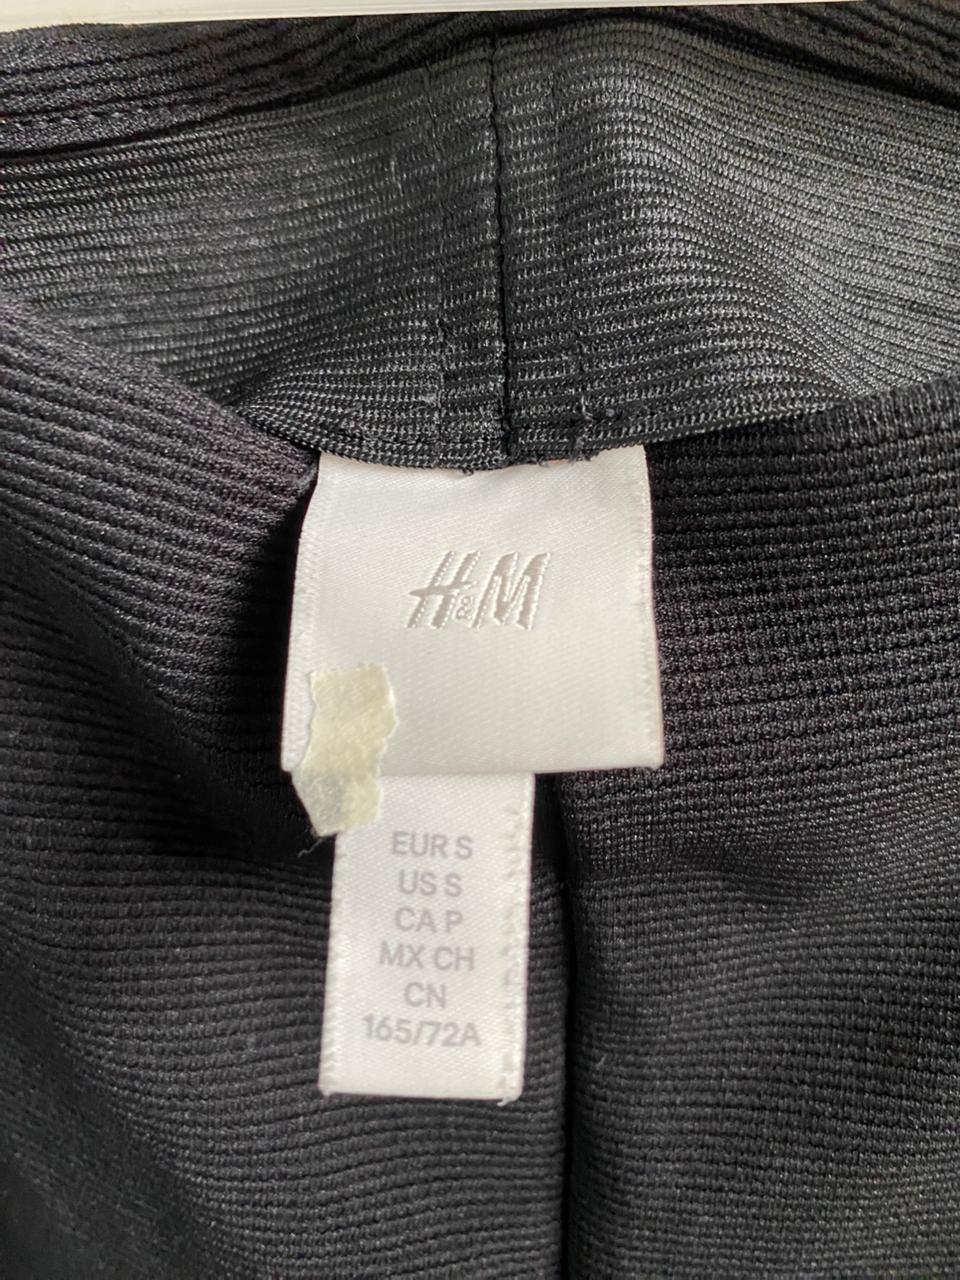 H&M
EUR S
US S
CA P
MX CH
CN
165/72A